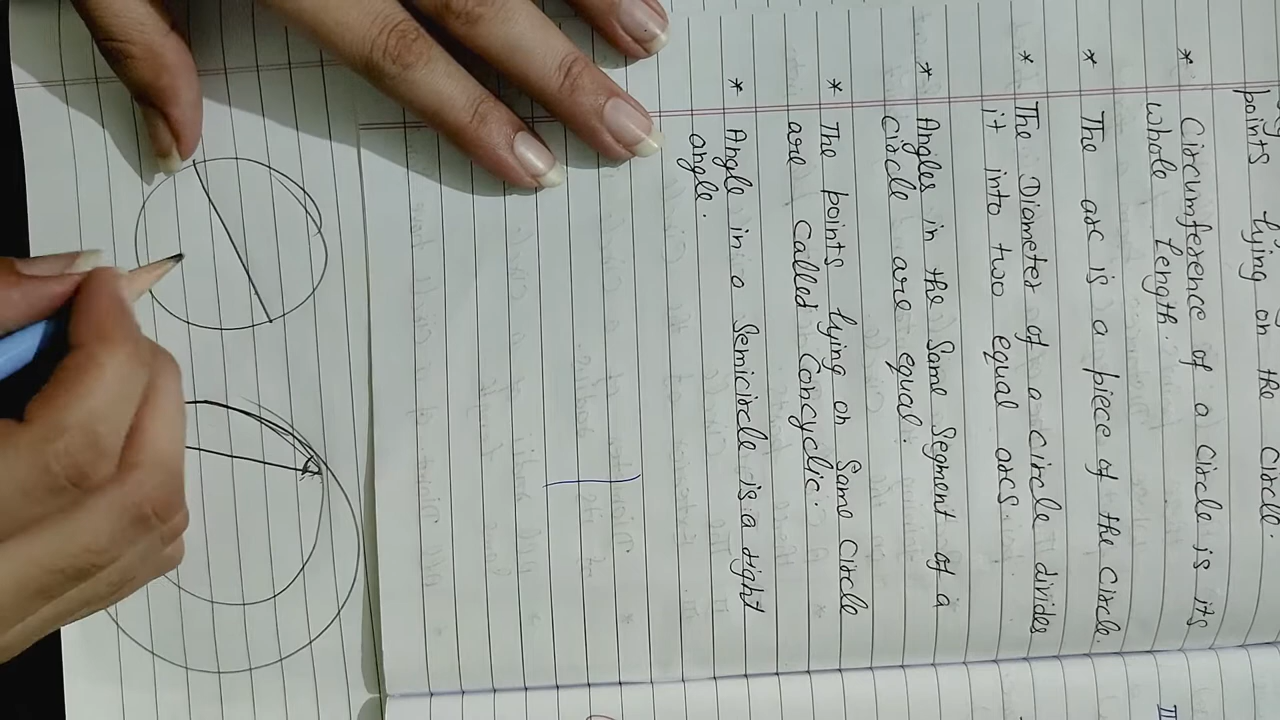 points lying on the circle.
* Circumference of a circle is its
whole length.
* The arc is a piece of the circle.
* The Diameter of a circle divides
it into two equal arcs.
* Angles in the same segment of a
circle are equal.
* The points lying on same circle
are called concyclic.
* Angle in a semicircle is a right
angle.
II